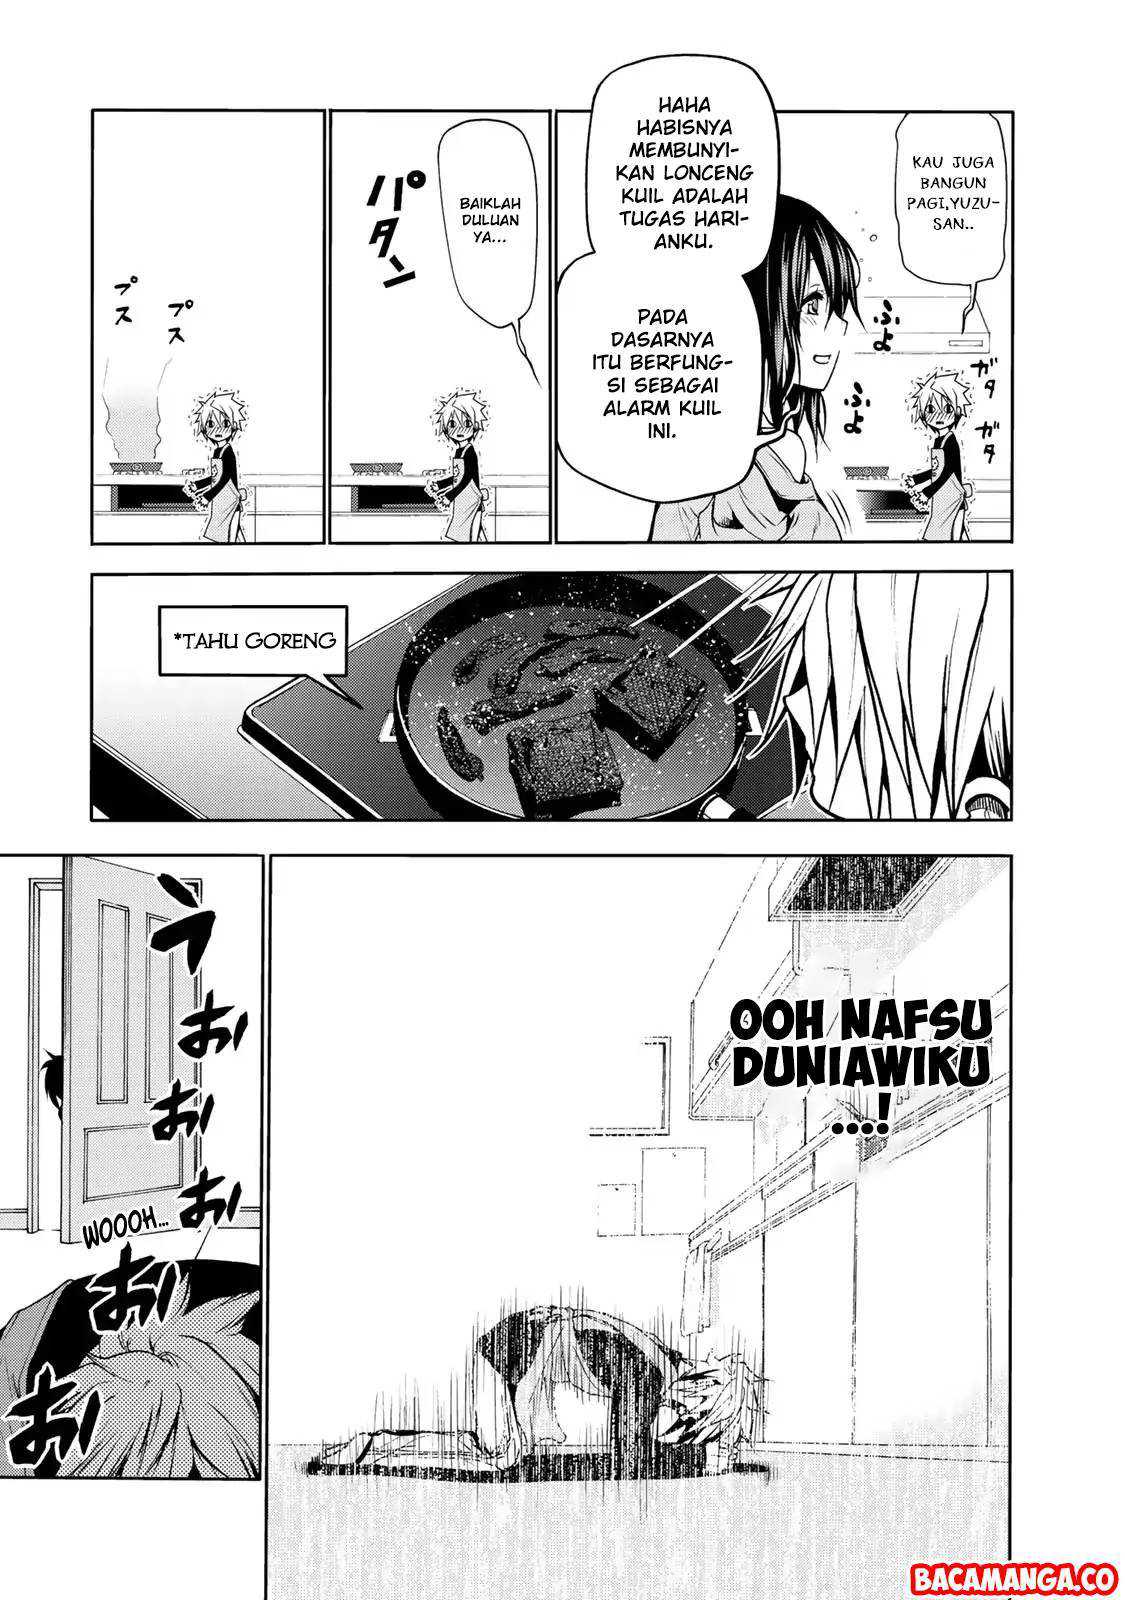 KAU JUGA
BANGUN
PAGI,YUZU-
SAN..
HAHA
HABISNYA
MEMBUNYI-
KAN LONCENG
KUIL ADALAH
TUGAS HARI-
ANKU.
PADA
DASARNYA
ITU BERFUNG-
SI SEBAGAI
ALARM KUIL
INI.
ふよ
ふよ
ガタ
ガタ
BAIKLAH
DULUAN
YA...
パタン
プス
プス
*TAHU GORENG
OOH NAFSU
DUNIAWIKU
....!
うおおおおお
WOOOH...
BACAMANGA.CO